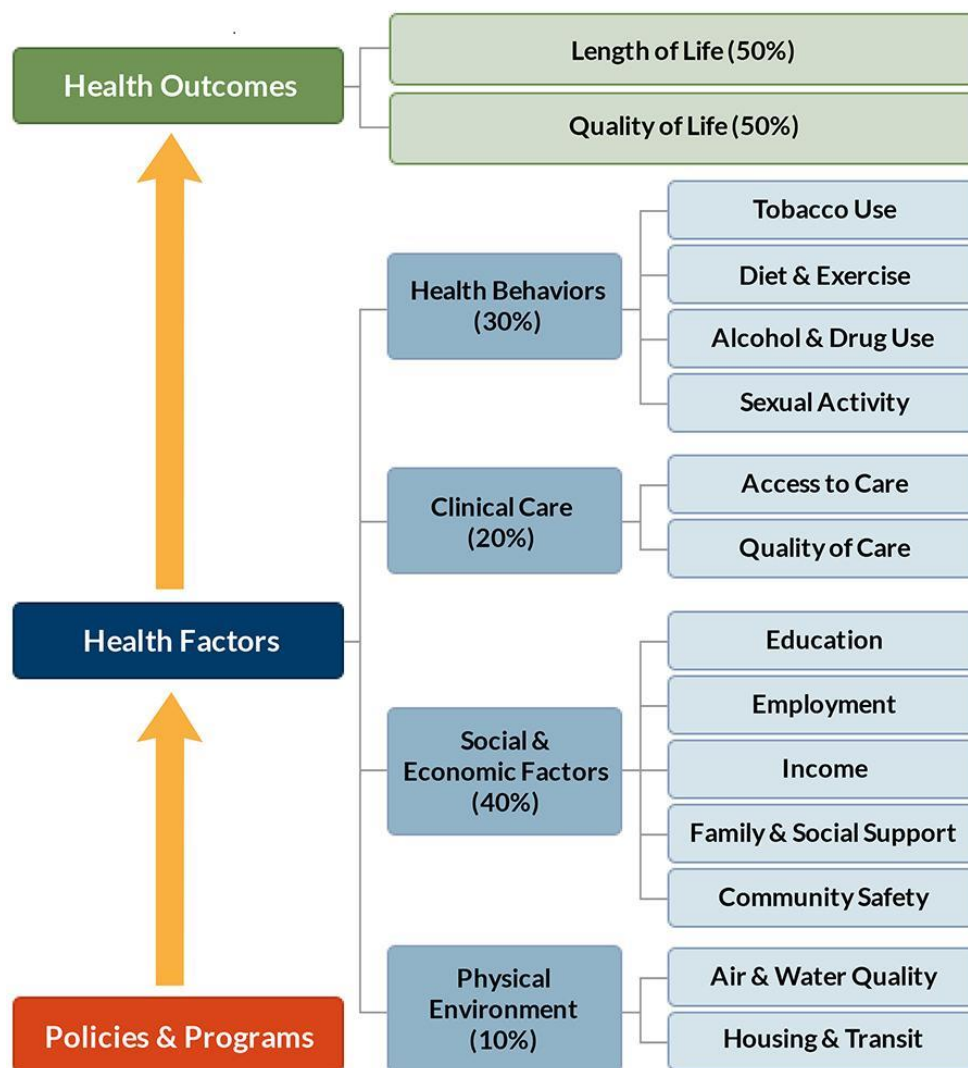 Health Outcomes
Length of Life (50%)
Quality of Life (50%)
Health Behaviors
(30%)
Tobacco Use
Diet & Exercise
Alcohol & Drug Use
Sexual Activity
Clinical Care
(20%)
Access to Care
Quality of Care
Health Factors
Social &
Economic Factors
(40%)
Education
Employment
Income
Family & Social Support
Community Safety
Physical
Environment
(10%)
Air & Water Quality
Housing & Transit
Policies & Programs